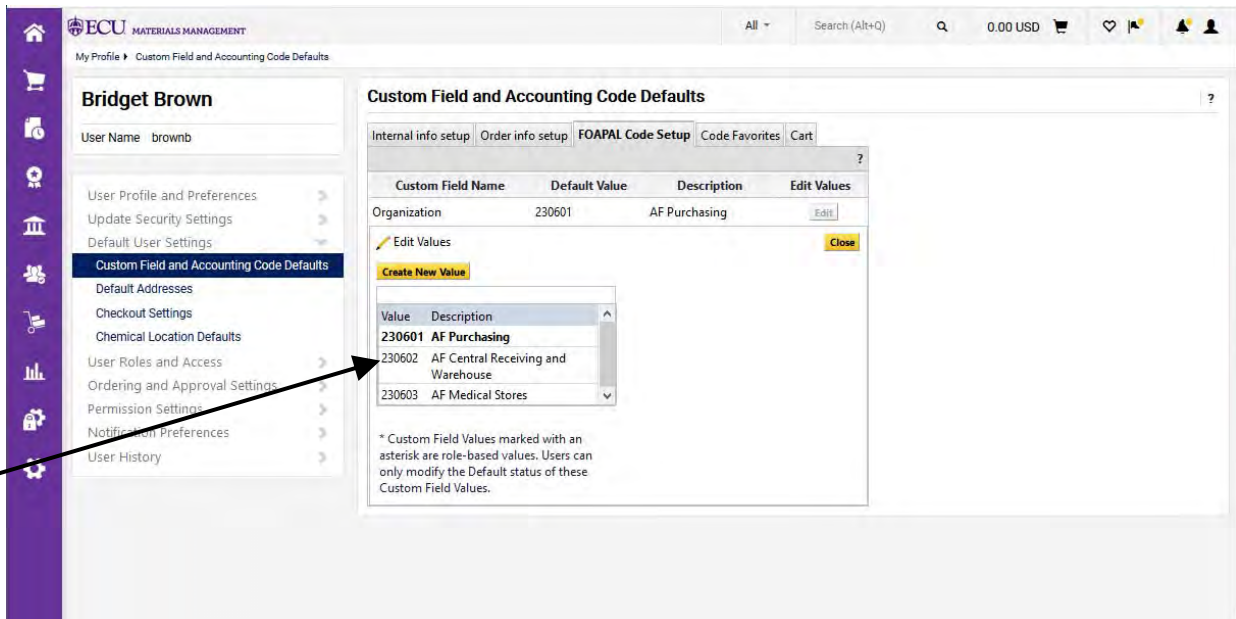 ECU MATERIALS MANAGEMENT
All
Search (Alt+Q)
0.00 USD
My Profile Custom Field and Accounting Code Defaults
Bridget Brown
User Name brownb
User Profile and Preferences
Update Security Settings
Default User Settings
Custom Field and Accounting Code Defaults
Default Addresses
Checkout Settings
Chemical Location Defaults
User Roles and Access
Ordering and Approval Settings
Permission Settings
Notification Preferences
User History
Custom Field and Accounting Code Defaults
?
Internal info setup Order info setup FOAPAL Code Setup Code Favorites Cart
?
Custom Field Name Default Value Description Edit Values
Organization 230601 AF Purchasing Edit
Edit Values Close
Create New Value
Value Description
230601 AF Purchasing
230602 AF Central Receiving and
Warehouse
230603 AF Medical Stores
* Custom Field Values marked with an
asterisk are role-based values. Users can
only modify the Default status of these
Custom Field Values.